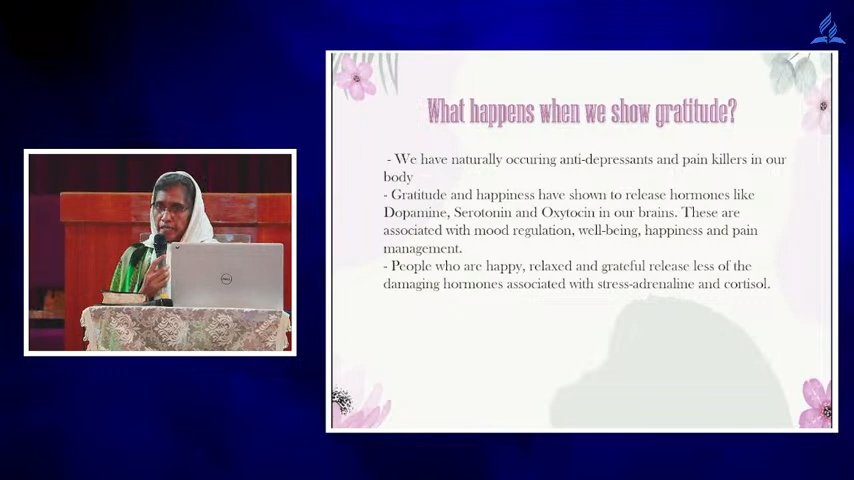 What happens when we show gratitude?
- We have naturally occuring anti-depressants and pain killers in our
body
- Gratitude and happiness have shown to release hormones like
Dopamine, Serotonin and Oxytocin in our brains. These are
associated with mood regulation, well-being, happiness and pain
management.
- People who are happy, relaxed and grateful release less of the
damaging hormones associated with stress-adrenaline and cortisol.
DELL